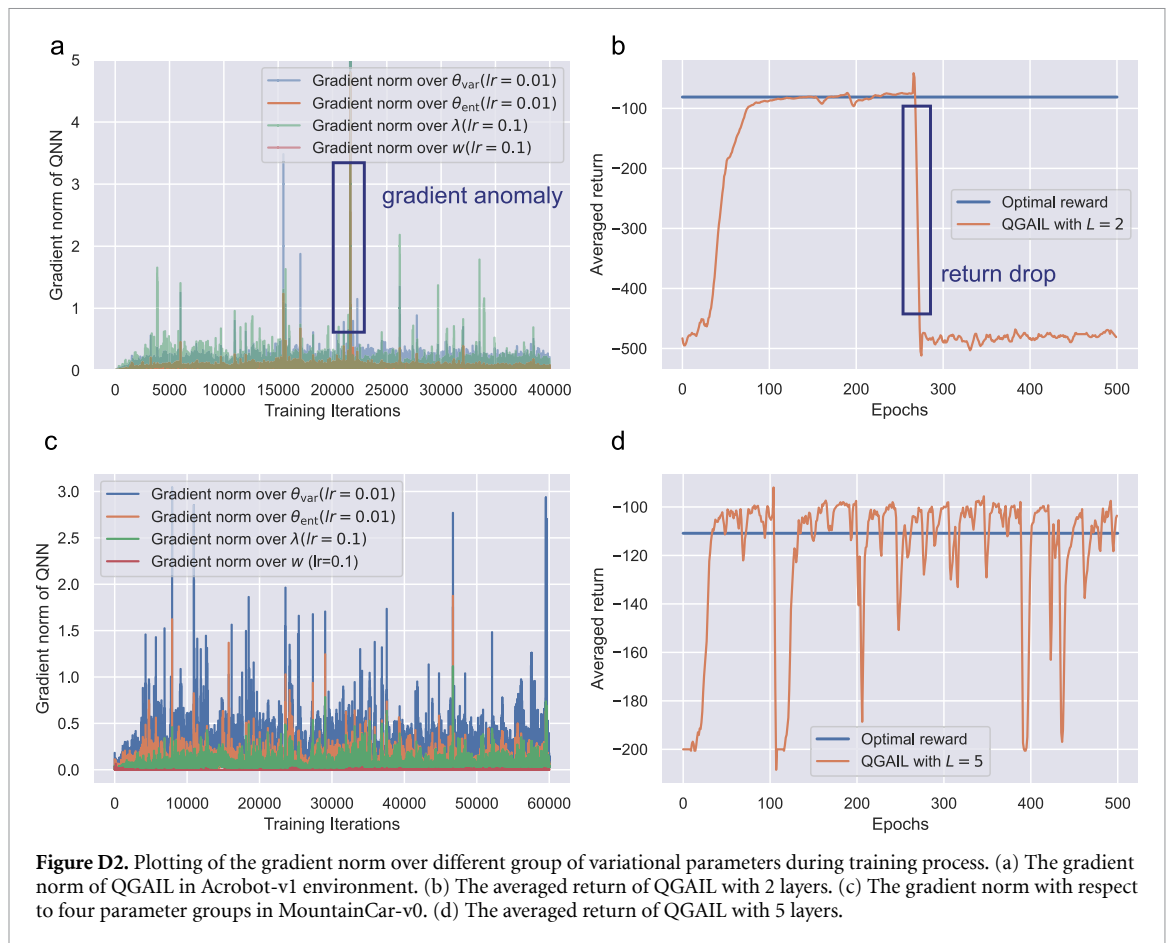 a
5
4
3
2
1
0
Gradient norm of QNN
Gradient norm over θvar(lr = 0.01)
Gradient norm over θent(lr = 0.01)
Gradient norm over λ(lr = 0.1)
Gradient norm over w(lr = 0.1)
gradient anomaly
0 5000 10000 15000 20000 25000 30000 35000 40000
Training Iterations
b
−100
−200
−300
−400
−500
Averaged return
Optimal reward
QGAIL with L = 2
return drop
0 100 200 300 400 500
Epochs
c
3.0
2.5
2.0
1.5
1.0
0.5
0.0
Gradient norm of QNN
Gradient norm over θvar(lr = 0.01)
Gradient norm over θent(lr = 0.01)
Gradient norm over λ(lr = 0.1)
Gradient norm over w (lr=0.1)
0 10000 20000 30000 40000 50000 60000
Training Iterations
d
−100
−120
−140
−160
−180
−200
Averaged return
Optimal reward
QGAIL with L = 5
0 100 200 300 400 500
Epochs
Figure D2. Plotting of the gradient norm over different group of variational parameters during training process. (a) The gradient
norm of QGAIL in Acrobot-v1 environment. (b) The averaged return of QGAIL with 2 layers. (c) The gradient norm with respect
to four parameter groups in MountainCar-v0. (d) The averaged return of QGAIL with 5 layers.